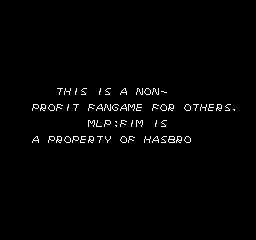 THIS IS A NON~
PROFIT FANGAME FOR OTHERS.
MLP:FIM IS
A PROPERTY OF HASBRO